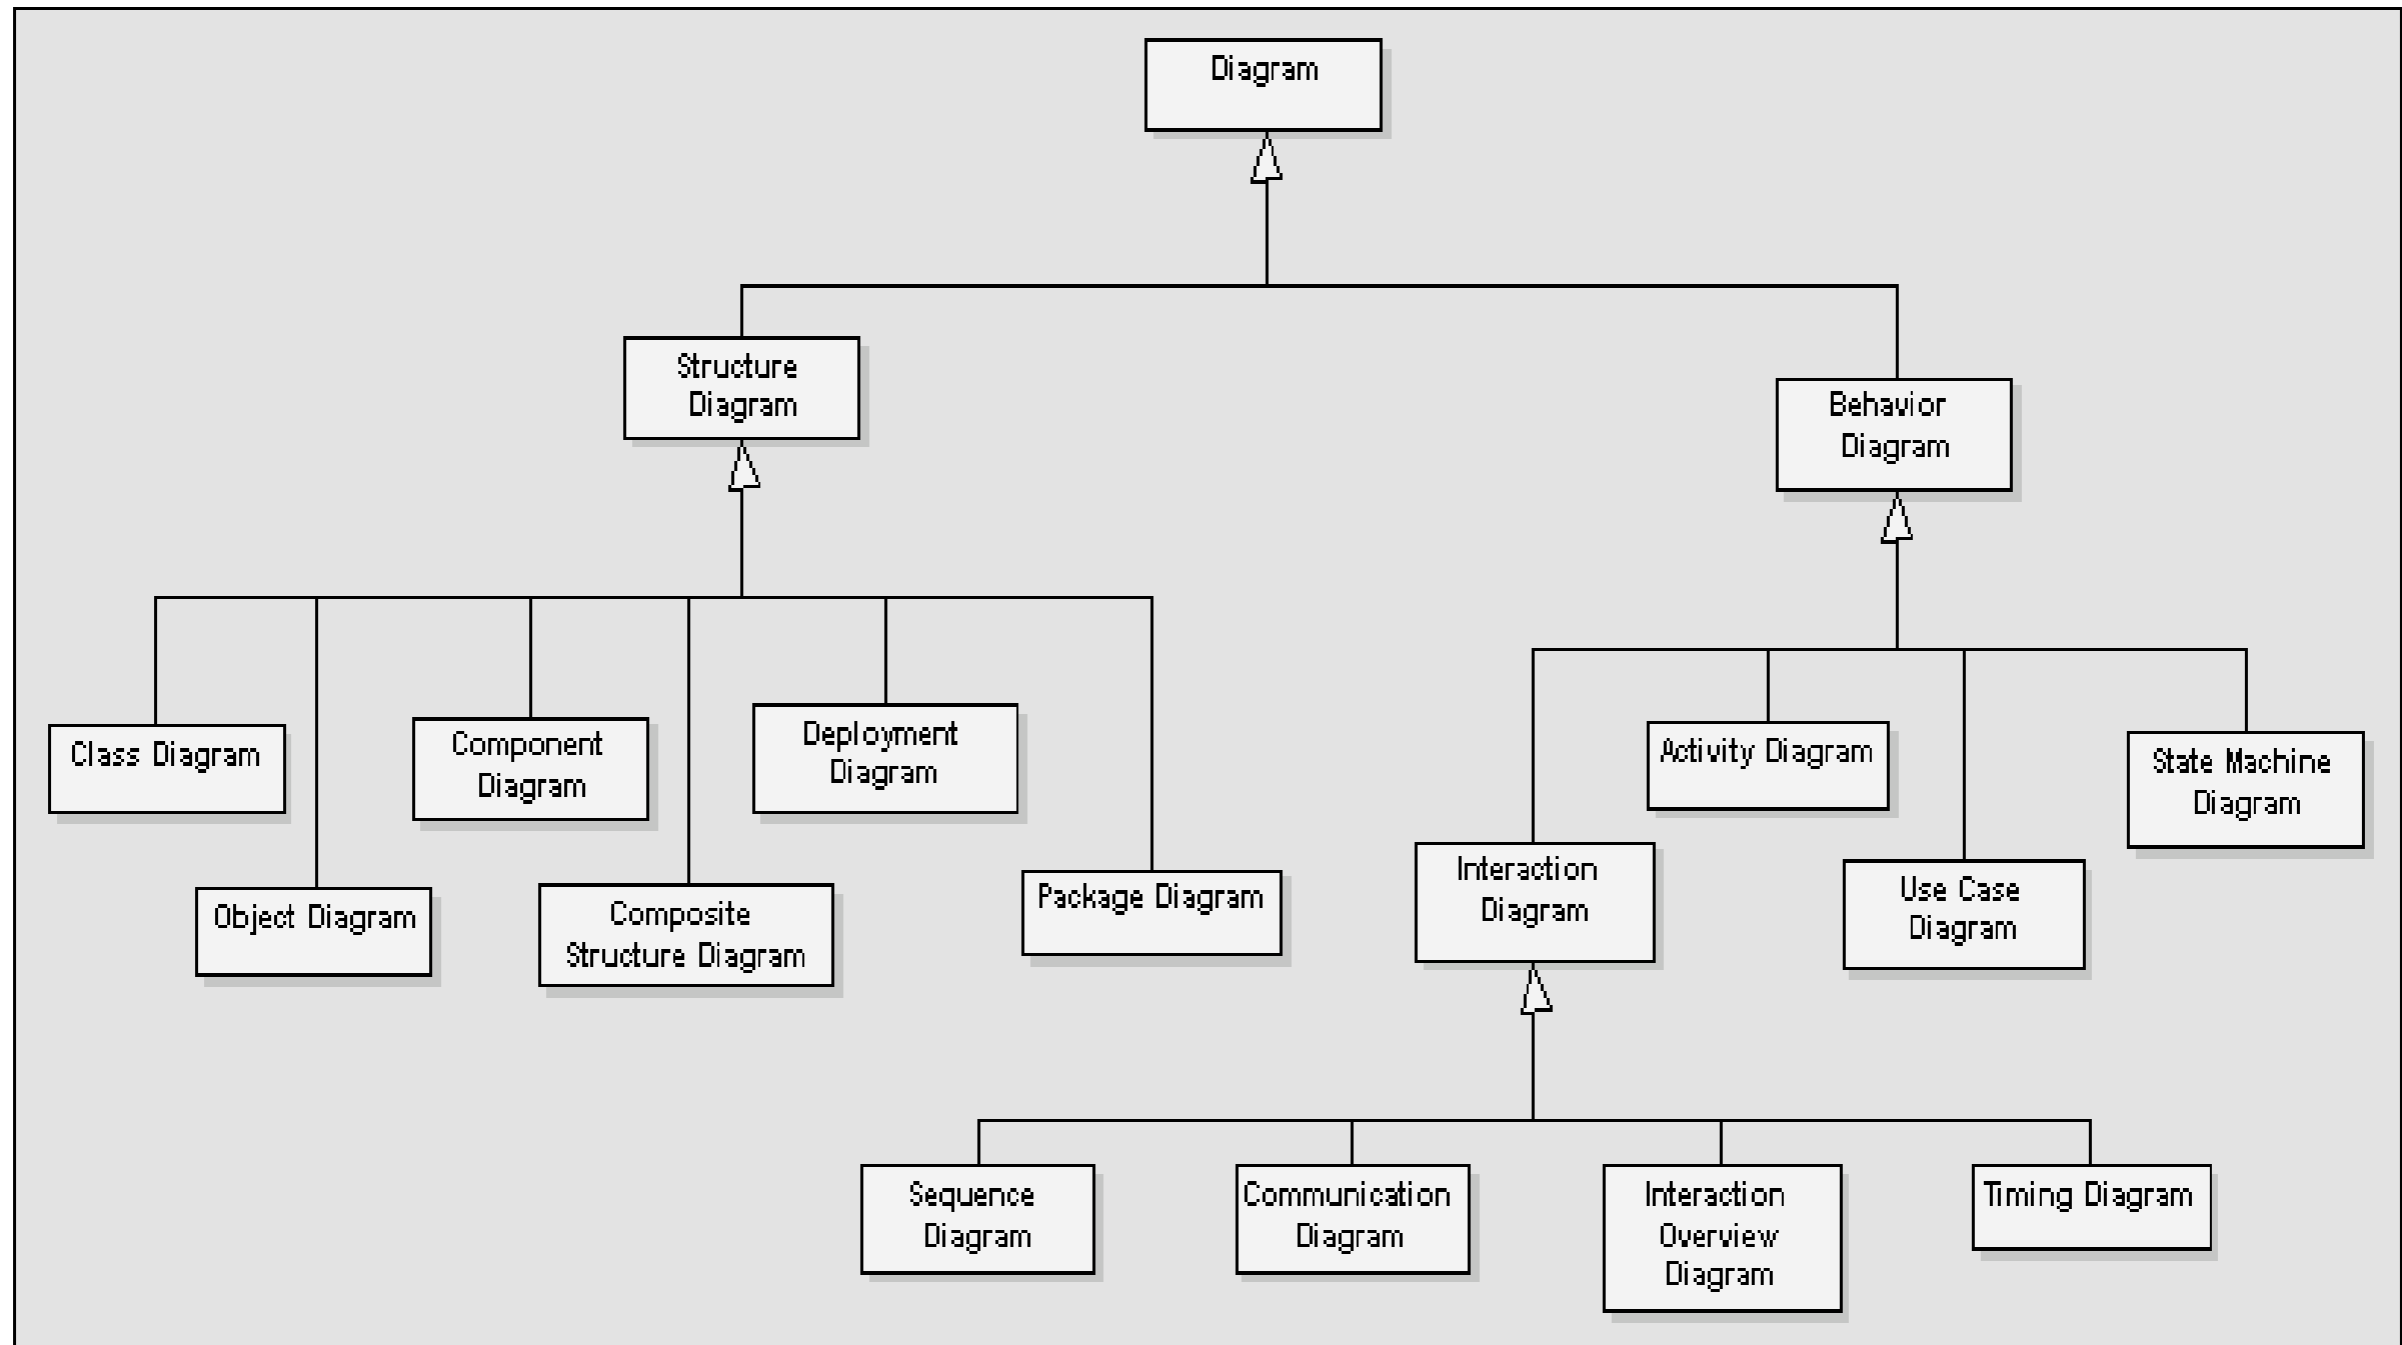 Diagram
Structure
Diagram
Behavior
Diagram
Class Diagram
Component
Diagram
Deployment
Diagram
Activity Diagram
State Machine
Diagram
Object Diagram
Composite
Structure Diagram
Package Diagram
Interaction
Diagram
Use Case
Diagram
Sequence
Diagram
Communication
Diagram
Interaction
Overview
Diagram
Timing Diagram